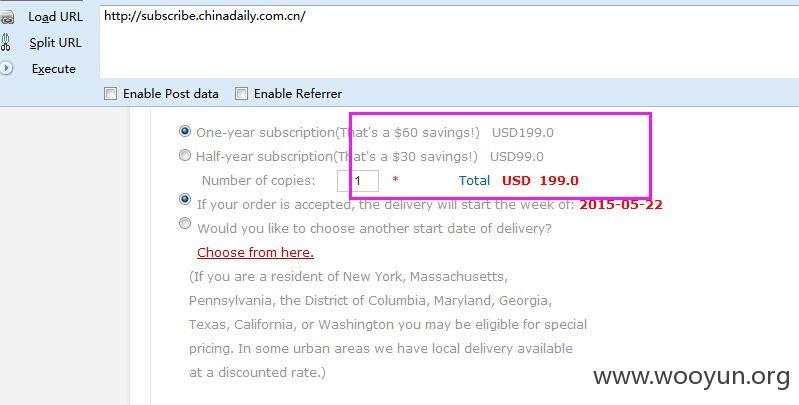 Load URL
http://subscribe.chinadaily.com.cn/
Split URL
Execute
Enable Post data Enable Referrer
One-year subscription(That's a $60 savings!) USD199.0
Half-year subscription(That's a $30 savings!) USD99.0
Number of copies: 1 * Total USD 199.0
If your order is accepted, the delivery will start the week of: 2015-05-22
Would you like to choose another start date of delivery?
Choose from here.
(If you are a resident of New York, Massachusetts,
Pennsylvania, the District of Columbia, Maryland, Georgia,
Texas, California, or Washington you may be eligible for special
pricing. In some urban areas we have local delivery available
at a discounted rate.)
www.wooyun.org